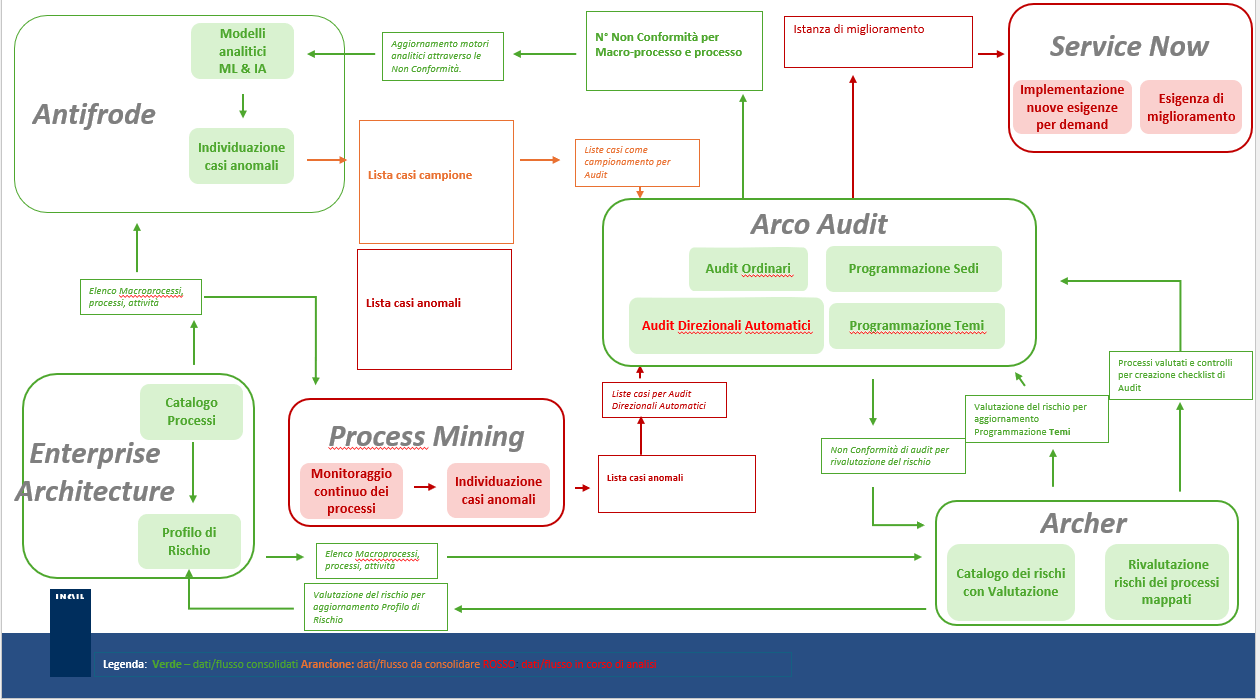 Modelli
analitici
ML & IA
Antifrode
Individuazione
casi anomali
Aggiornamento motori
analitici attraverso le
Non Conformità.
N° Non Conformità per
Macro-processo e processo
Istanza di miglioramento
Service Now
Implementazione
nuove esigenze
per demand
Esigenza di
miglioramento
Lista casi campione
Liste casi come
campionamento per
Audit
Lista casi anomali
Arco Audit
Audit Ordinari
Programmazione Sedi
Audit Direzionali Automatici
Programmazione Temi
Elenco Macroprocessi,
processi, attività
Enterprise
Architecture
Catalogo
Processi
Profilo di
Rischio
Process Mining
Monitoraggio
continuo dei
processi
Individuazione
casi anomali
Liste casi per Audit
Direzionali Automatici
Lista casi anomali
Processi valutati e controlli
per creazione checklist di
Audit
Valutazione del rischio per
aggiornamento
Programmazione Temi
Non Conformità di audit per
rivalutazione del rischio
Archer
Catalogo dei rischi
con Valutazione
Rivalutazione
rischi dei processi
mappati
Elenco Macroprocessi,
processi, attività
Valutazione del rischio per
aggiornamento Profilo di
Rischio
Legenda: Verde – dati/flusso consolidati Arancione: dati/flusso da consolidare ROSSO: dati/flusso in corso di analisi